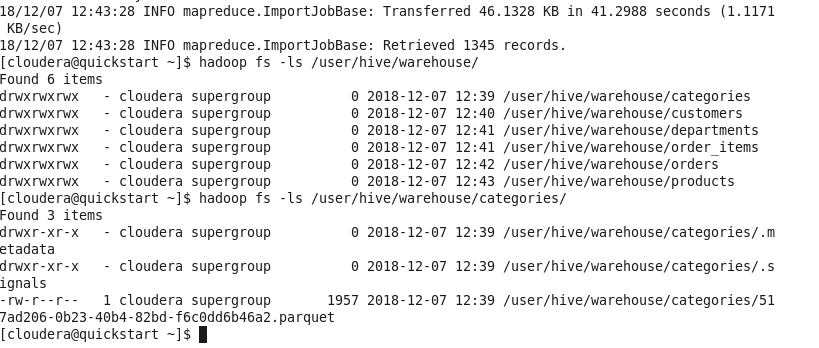 18/12/07 12:43:28 INFO mapreduce.ImportJobBase: Transferred 46.1328 KB in 41.2988 seconds (1.1171
 KB/sec)
18/12/07 12:43:28 INFO mapreduce.ImportJobBase: Retrieved 1345 records.
[cloudera@quickstart ~]$ hadoop fs -ls /user/hive/warehouse/
Found 6 items
drwxrwxrwx   - cloudera supergroup          0 2018-12-07 12:39 /user/hive/warehouse/categories
drwxrwxrwx   - cloudera supergroup          0 2018-12-07 12:40 /user/hive/warehouse/customers
drwxrwxrwx   - cloudera supergroup          0 2018-12-07 12:41 /user/hive/warehouse/departments
drwxrwxrwx   - cloudera supergroup          0 2018-12-07 12:41 /user/hive/warehouse/order_items
drwxrwxrwx   - cloudera supergroup          0 2018-12-07 12:42 /user/hive/warehouse/orders
drwxrwxrwx   - cloudera supergroup          0 2018-12-07 12:43 /user/hive/warehouse/products
[cloudera@quickstart ~]$ hadoop fs -ls /user/hive/warehouse/categories/
Found 3 items
drwxr-xr-x   - cloudera supergroup          0 2018-12-07 12:39 /user/hive/warehouse/categories/.m
etadata
drwxr-xr-x   - cloudera supergroup          0 2018-12-07 12:39 /user/hive/warehouse/categories/.s
ignals
-rw-r--r--   1 cloudera supergroup       1957 2018-12-07 12:39 /user/hive/warehouse/categories/51
7ad206-0b23-40b4-82bd-f6c0dd6b46a2.parquet
[cloudera@quickstart ~]$